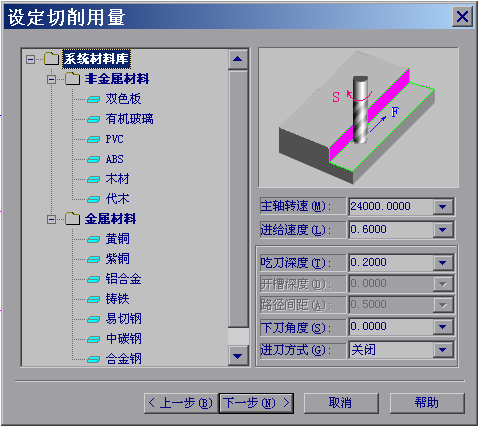 设定切削用量
系统材料库
非金属材料
双色板
有机玻璃
PVC
ABS
木材
代木
金属材料
黄铜
紫铜
铝合金
铸铁
易切钢
中碳钢
合金钢
S
F
主轴转速(M): 24000.0000
进给速度(L): 0.6000
吃刀深度(T): 0.2000
开槽深度(D): 0.0000
路径间距(A): 0.5000
下刀角度(S): 0.0000
进刀方式(G): 关闭
< 上一步(B) 下一步(N) > 取消 帮助